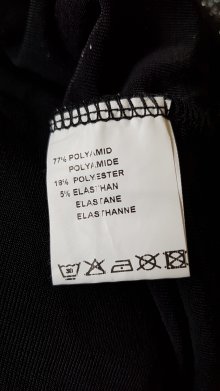 77% POLYAMID
POLYAMIDE
18% POLYESTER
5% ELASTHAN
ELASTANE
ELASTHANNE
30